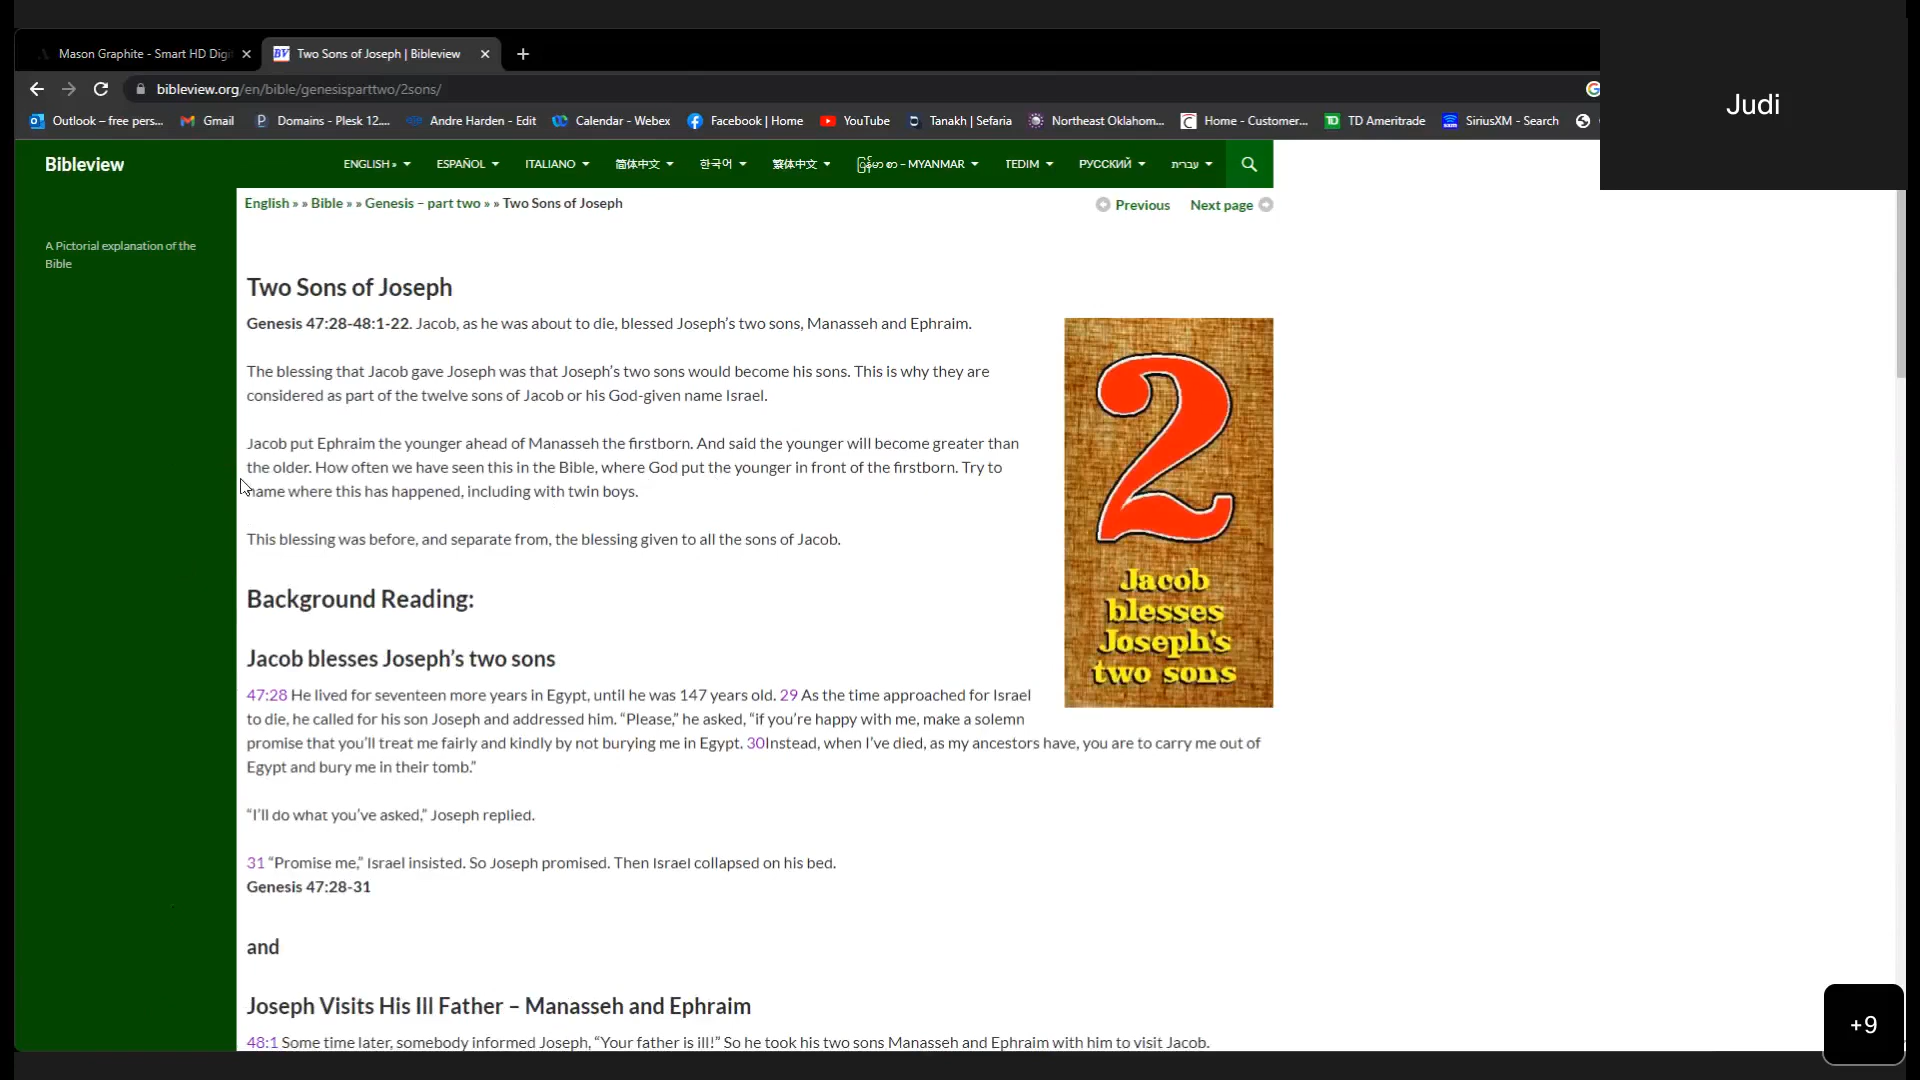 Mason Graphite - Smart HD Digi
Two Sons of Joseph | Bibleview
bibleview.org/en/bible/genesisparttwo/2sons/
Outlook – free pers... Gmail Domains - Plesk 12.... Andre Harden - Edit Calendar - Webex Facebook | Home YouTube Tanakh | Sefaria Northeast Oklahom... Home - Customer... TD Ameritrade SiriusXM - Search
Judi
Bibleview
ENGLISH » ESPAÑOL ITALIANO 简体中文 한국어 繁体中文 မြန်မာစာ – MYANMAR TEDIM РУССКИЙ עברית
English » » Bible » » Genesis – part two » » Two Sons of Joseph
Previous Next page
A Pictorial explanation of the
Bible
Two Sons of Joseph
Genesis 47:28-48:1-22. Jacob, as he was about to die, blessed Joseph’s two sons, Manasseh and Ephraim.
The blessing that Jacob gave Joseph was that Joseph’s two sons would become his sons. This is why they are
considered as part of the twelve sons of Jacob or his God-given name Israel.
Jacob put Ephraim the younger ahead of Manasseh the firstborn. And said the younger will become greater than
the older. How often we have seen this in the Bible, where God put the younger in front of the firstborn. Try to
name where this has happened, including with twin boys.
This blessing was before, and separate from, the blessing given to all the sons of Jacob.
2
Jacob
blesses
Joseph's
two sons
Background Reading:
Jacob blesses Joseph’s two sons
47:28 He lived for seventeen more years in Egypt, until he was 147 years old. 29 As the time approached for Israel
to die, he called for his son Joseph and addressed him. “Please,” he asked, “if you’re happy with me, make a solemn
promise that you’ll treat me fairly and kindly by not burying me in Egypt. 30Instead, when I’ve died, as my ancestors have, you are to carry me out of
Egypt and bury me in their tomb.”
“I’ll do what you’ve asked,” Joseph replied.
31 “Promise me,” Israel insisted. So Joseph promised. Then Israel collapsed on his bed.
Genesis 47:28-31
and
Joseph Visits His Ill Father – Manasseh and Ephraim
48:1 Some time later, somebody informed Joseph, “Your father is ill!” So he took his two sons Manasseh and Ephraim with him to visit Jacob.
+9